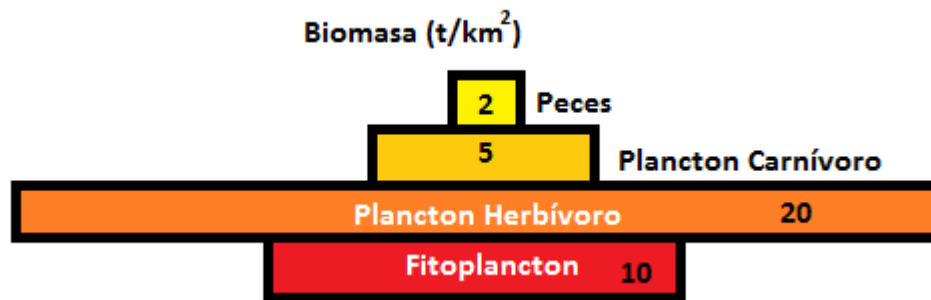 Biomasa (t/km²)
2 Peces
5
Plancton Carnívoro
Plancton Herbívoro 20
Fitoplancton 10